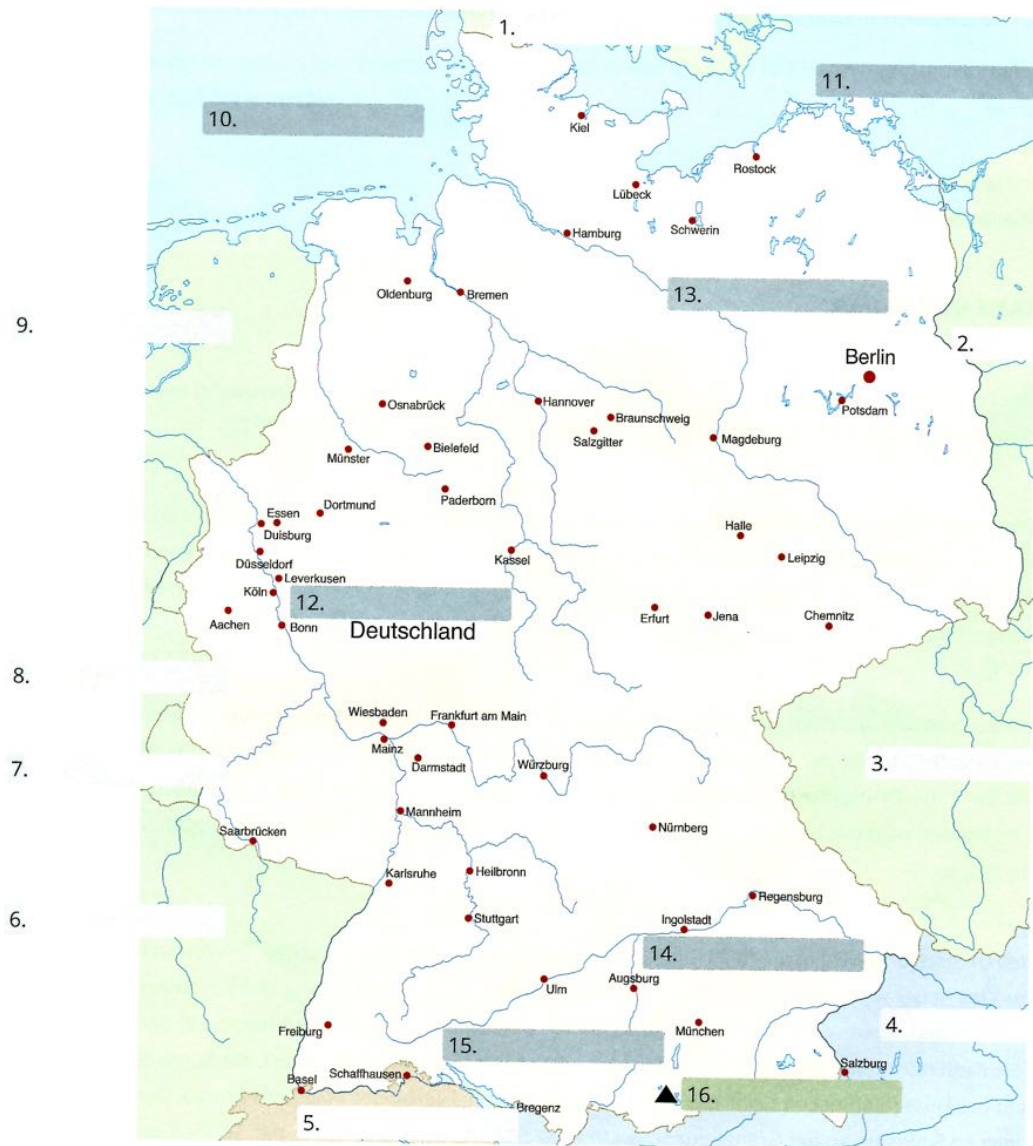 1.
11.
10.
Kiel
Rostock
Lübeck
Schwerin
Hamburg
Oldenburg
Bremen
13.
9.
2.
Berlin
Potsdam
Osnabrück
Hannover
Braunschweig
Salzgitter
Magdeburg
Münster
Bielefeld
Paderborn
Essen
Dortmund
Duisburg
Halle
Kassel
Leipzig
Düsseldorf
Leverkusen
Köln
12.
Aachen
Bonn
Deutschland
Erfurt
Jena
Chemnitz
8.
Wiesbaden
Frankfurt am Main
Mainz
Darmstadt
Würzburg
7.
3.
Mannheim
Nürnberg
Saarbrücken
Karlsruhe
Heilbronn
Regensburg
6.
Stuttgart
Ingolstadt
14.
Ulm
Augsburg
Freiburg
München
4.
15.
Schaffhausen
Salzburg
Basel
16.
Bregenz
5.